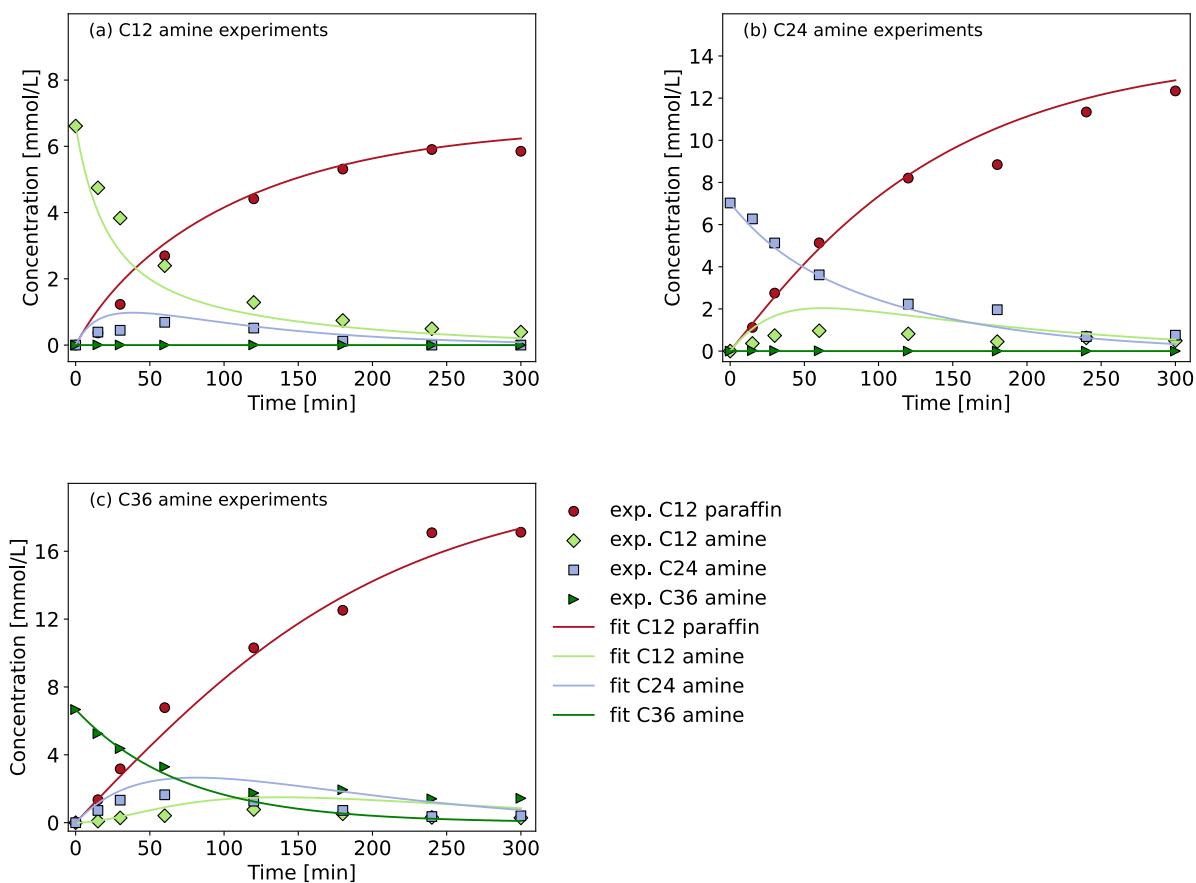 (a) C12 amine experiments
Concentration [mmol/L]
8
6
4
2
0
0 50 100 150 200 250 300
Time [min]
(b) C24 amine experiments
Concentration [mmol/L]
14
12
10
8
6
4
2
0
0 50 100 150 200 250 300
Time [min]
(c) C36 amine experiments
Concentration [mmol/L]
16
12
8
4
0
0 50 100 150 200 250 300
Time [min]
exp. C12 paraffin
exp. C12 amine
exp. C24 amine
exp. C36 amine
fit C12 paraffin
fit C12 amine
fit C24 amine
fit C36 amine